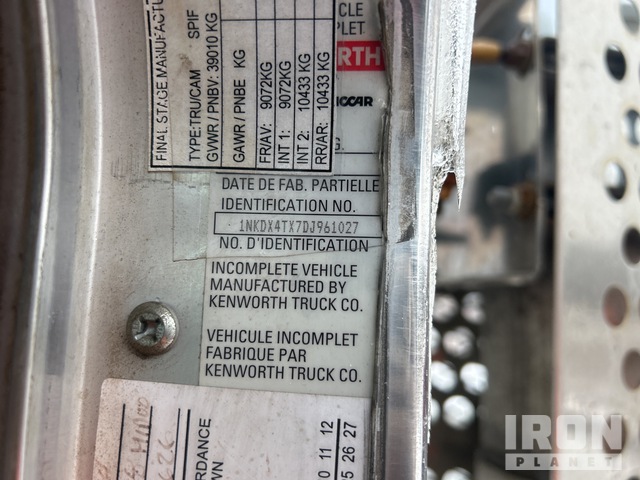 FINAL STAGE MANUFACTU
TYPE:TRU/CAM SPIF
GVWR / PNBV: 39010 KG
GAWR / PNBE KG
FR/AV: 9072KG
INT 1: 9072KG
INT 2: 10433 KG
RR/AR: 10433 KG
CLE
PLET
RTH
PACCAR
G.
DATE DE FAB. PARTIELLE
IDENTIFICATION NO.
1NKDX4TX7DJ961027
NO. D'IDENTIFICATION
INCOMPLETE VEHICLE
MANUFACTURED BY
KENWORTH TRUCK CO.
VEHICULE INCOMPLET
FABRIQUE PAR
KENWORTH TRUCK CO.
RDANCE
WN
0 11 12
5 26 27
IRON
PLANET